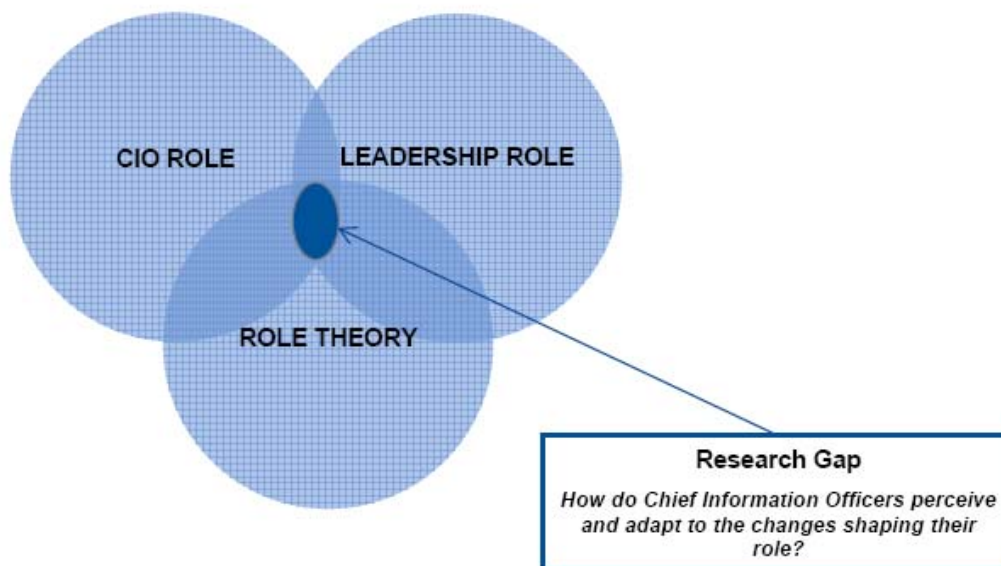 CIO ROLE
LEADERSHIP ROLE
ROLE THEORY
Research Gap
How do Chief Information Officers perceive
and adapt to the changes shaping their
role?